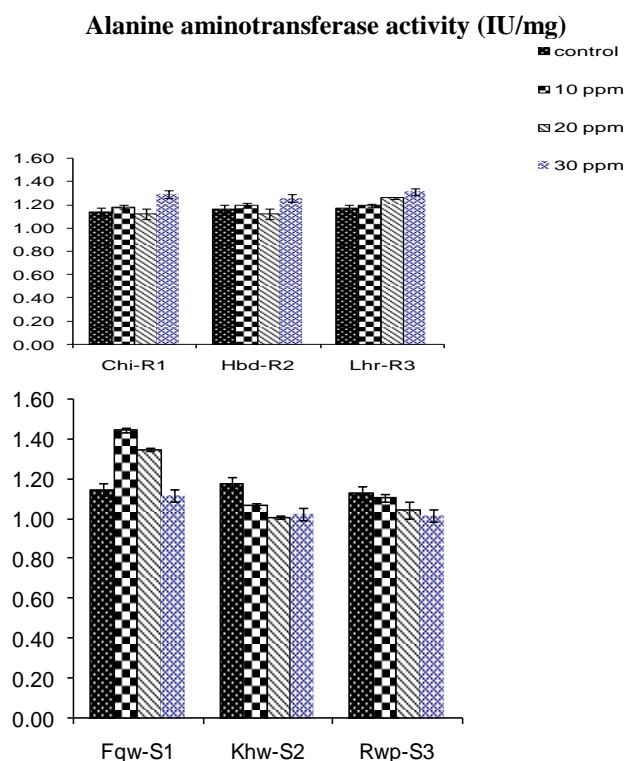 Alanine aminotransferase activity (IU/mg)
control
10 ppm
20 ppm
30 ppm
1.60
1.40
1.20
1.00
0.80
0.60
0.40
0.20
0.00
Chi-R1 Hbd-R2 Lhr-R3
1.60
1.40
1.20
1.00
0.80
0.60
0.40
0.20
0.00
Fqw-S1 Khw-S2 Rwp-S3